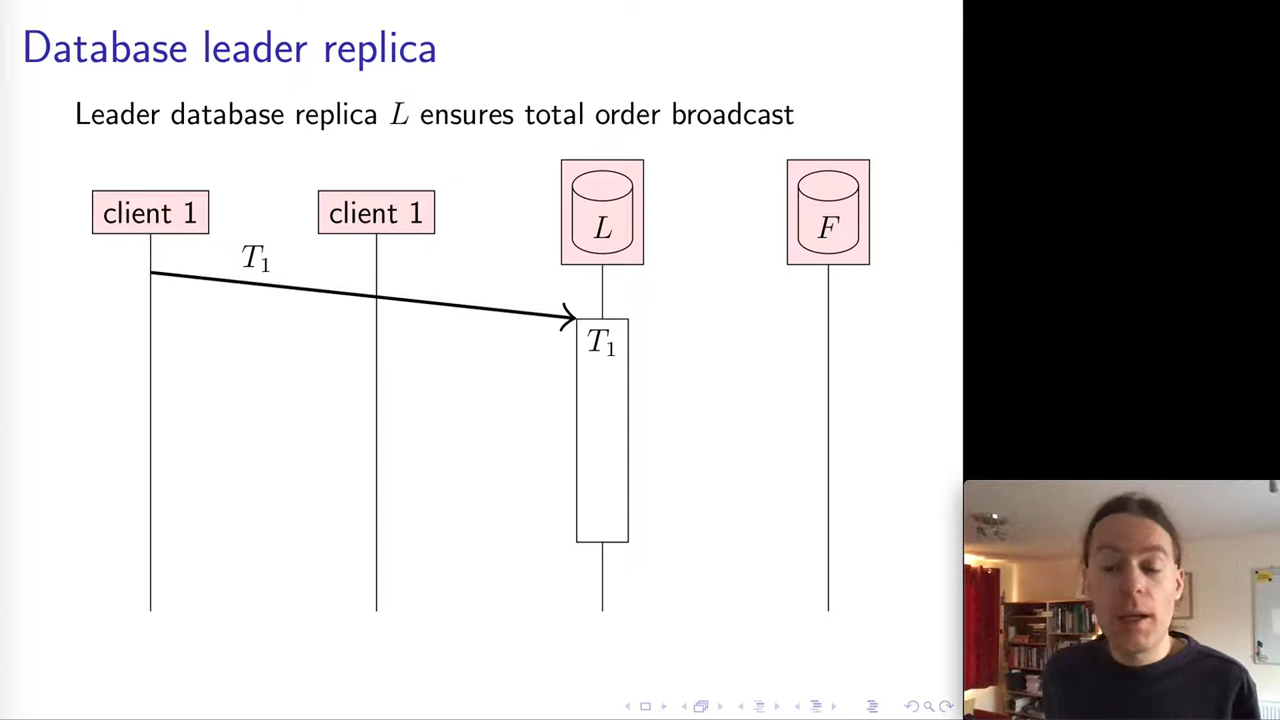 Database leader replica
Leader database replica L ensures total order broadcast
client 1
client 1
L
F
T₁
T₁